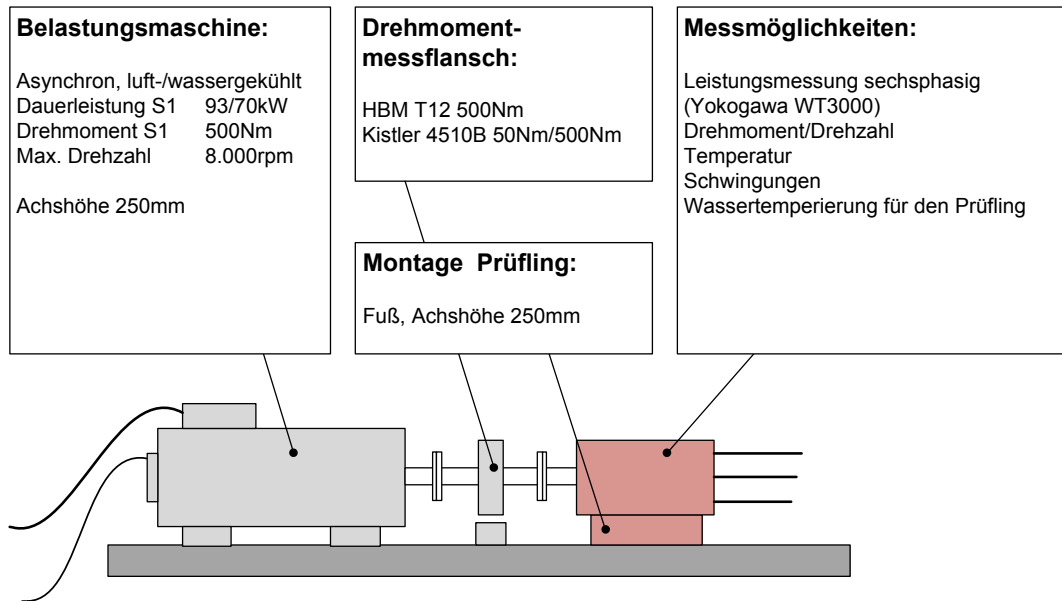 Belastungsmaschine:
Asynchron, luft-/wassergekühlt
Dauerleistung S1 93/70kW
Drehmoment S1 500Nm
Max. Drehzahl 8.000rpm
Achshöhe 250mm
Drehmoment-
messflansch:
HBM T12 500Nm
Kistler 4510B 50Nm/500Nm
Montage Prüfling:
Fuß, Achshöhe 250mm
Messmöglichkeiten:
Leistungsmessung sechsphasig
(Yokogawa WT3000)
Drehmoment/Drehzahl
Temperatur
Schwingungen
Wassertemperierung für den Prüfling